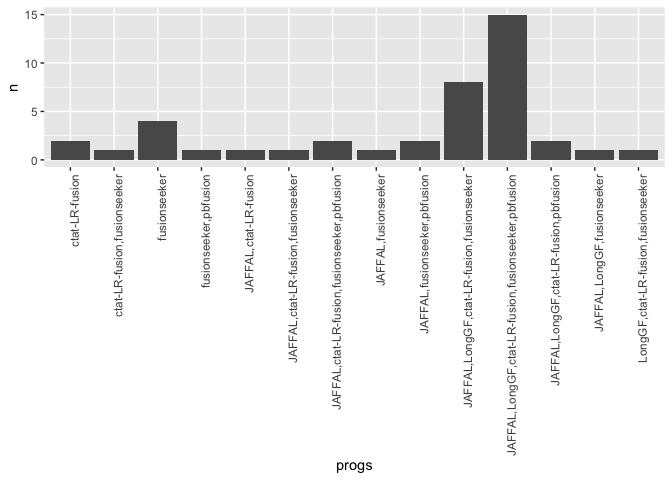 15
10
5
0
n
ctat-LR-fusion
ctat-LR-fusion,fusionseeker
fusionseeker
fusionseeker,pbfusion
JAFFAL,ctat-LR-fusion
JAFFAL,ctat-LR-fusion,fusionseeker
JAFFAL,ctat-LR-fusion,fusionseeker,pbfusion
JAFFAL,fusionseeker
JAFFAL,fusionseeker,pbfusion
JAFFAL,LongGF,ctat-LR-fusion,fusionseeker
JAFFAL,LongGF,ctat-LR-fusion,fusionseeker,pbfusion
JAFFAL,LongGF,ctat-LR-fusion,pbfusion
JAFFAL,LongGF,fusionseeker
LongGF,ctat-LR-fusion,fusionseeker
progs